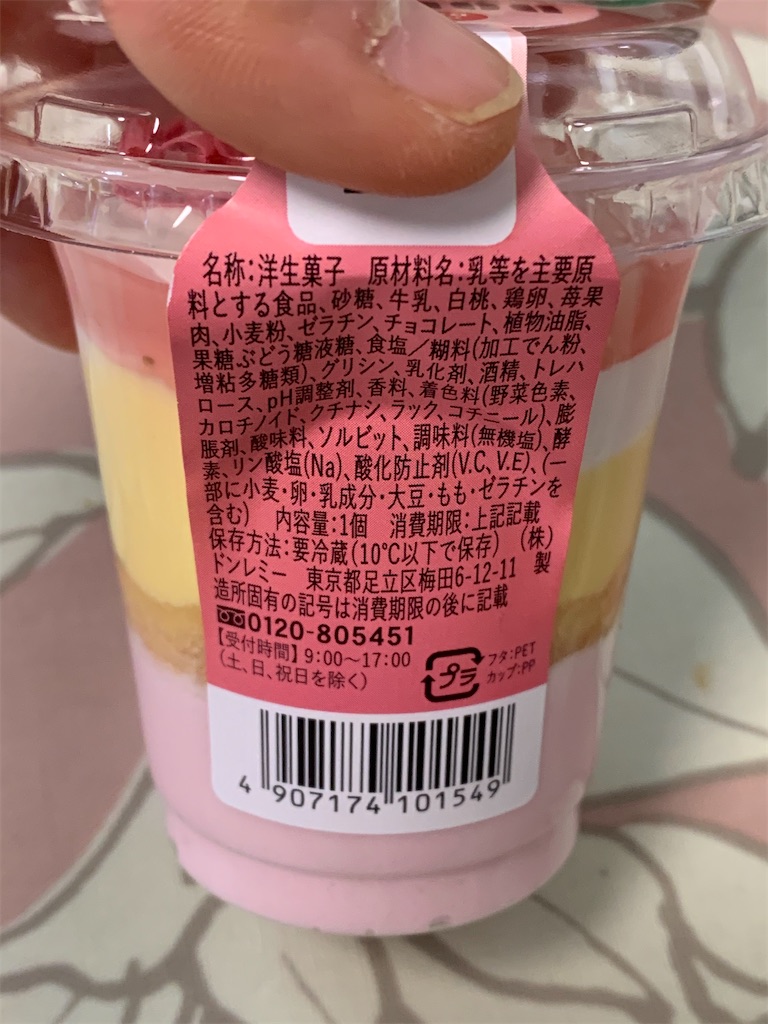 名称:洋生菓子 原材料名:乳等を主要原
料とする食品、砂糖、牛乳、白桃、鶏卵、苺果
肉、小麦粉、ゼラチン、チョコレート、植物油脂、
果糖ぶどう糖液糖、食塩/糊料(加工でん粉、
増粘多糖類)、グリシン、乳化剤、酒精、トレハ
ロース、pH調整剤、香料、着色料(野菜色素、
カロチノイド、クチナシ、ラック、コチニール)、膨
脹剤、酸味料、ソルビット、調味料(無機塩)、酵
素、リン酸塩(Na)、酸化防止剤(V.C、V.E)、(一
部に小麦・卵・乳成分・大豆・もも・ゼラチンを
含む) 内容量:1個 消費期限:上記記載
保存方法:要冷蔵(10℃以下で保存) (株)
ドンレミー 東京都足立区梅田6-12-11 製
造所固有の記号は消費期限の後に記載
0120-805451
【受付時間】9:00〜17:00
(土、日、祝日を除く)
プラ
フタ:PET
カップ:PP
4 907174 101549